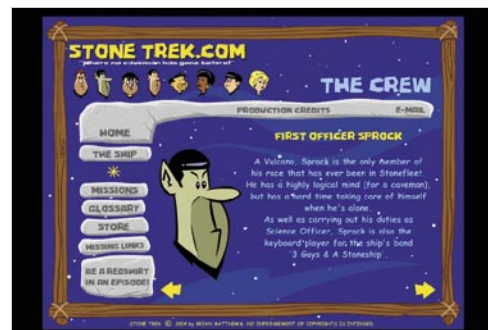 STONE TREK.COM
"Where no caveman has gone before!"
THE CREW
PRODUCTION CREDITS E-MAIL
HOME
THE SHIP
MISSIONS
GLOSSARY
STORE
MISSING LINKS
BE A REDSHIRT
IN AN EPISODE!
FIRST OFFICER SPROCK
A Vulcano, Sprock is the only member of
his race that has ever been in Stonefleet.
He has a highly logical mind (for a caveman),
but has a hard time taking care of himself
when he's alone.
As well as carrying out his duties as
Science Officer, Sprock is also the
keyboard player for the ship's band
'3 Guys & A Stoneship'.
STONE TREK © 2004 by BRIAN MATTHEWS. NO IMPINGEMENT OF COPYRIGHTS IS INTENDED.